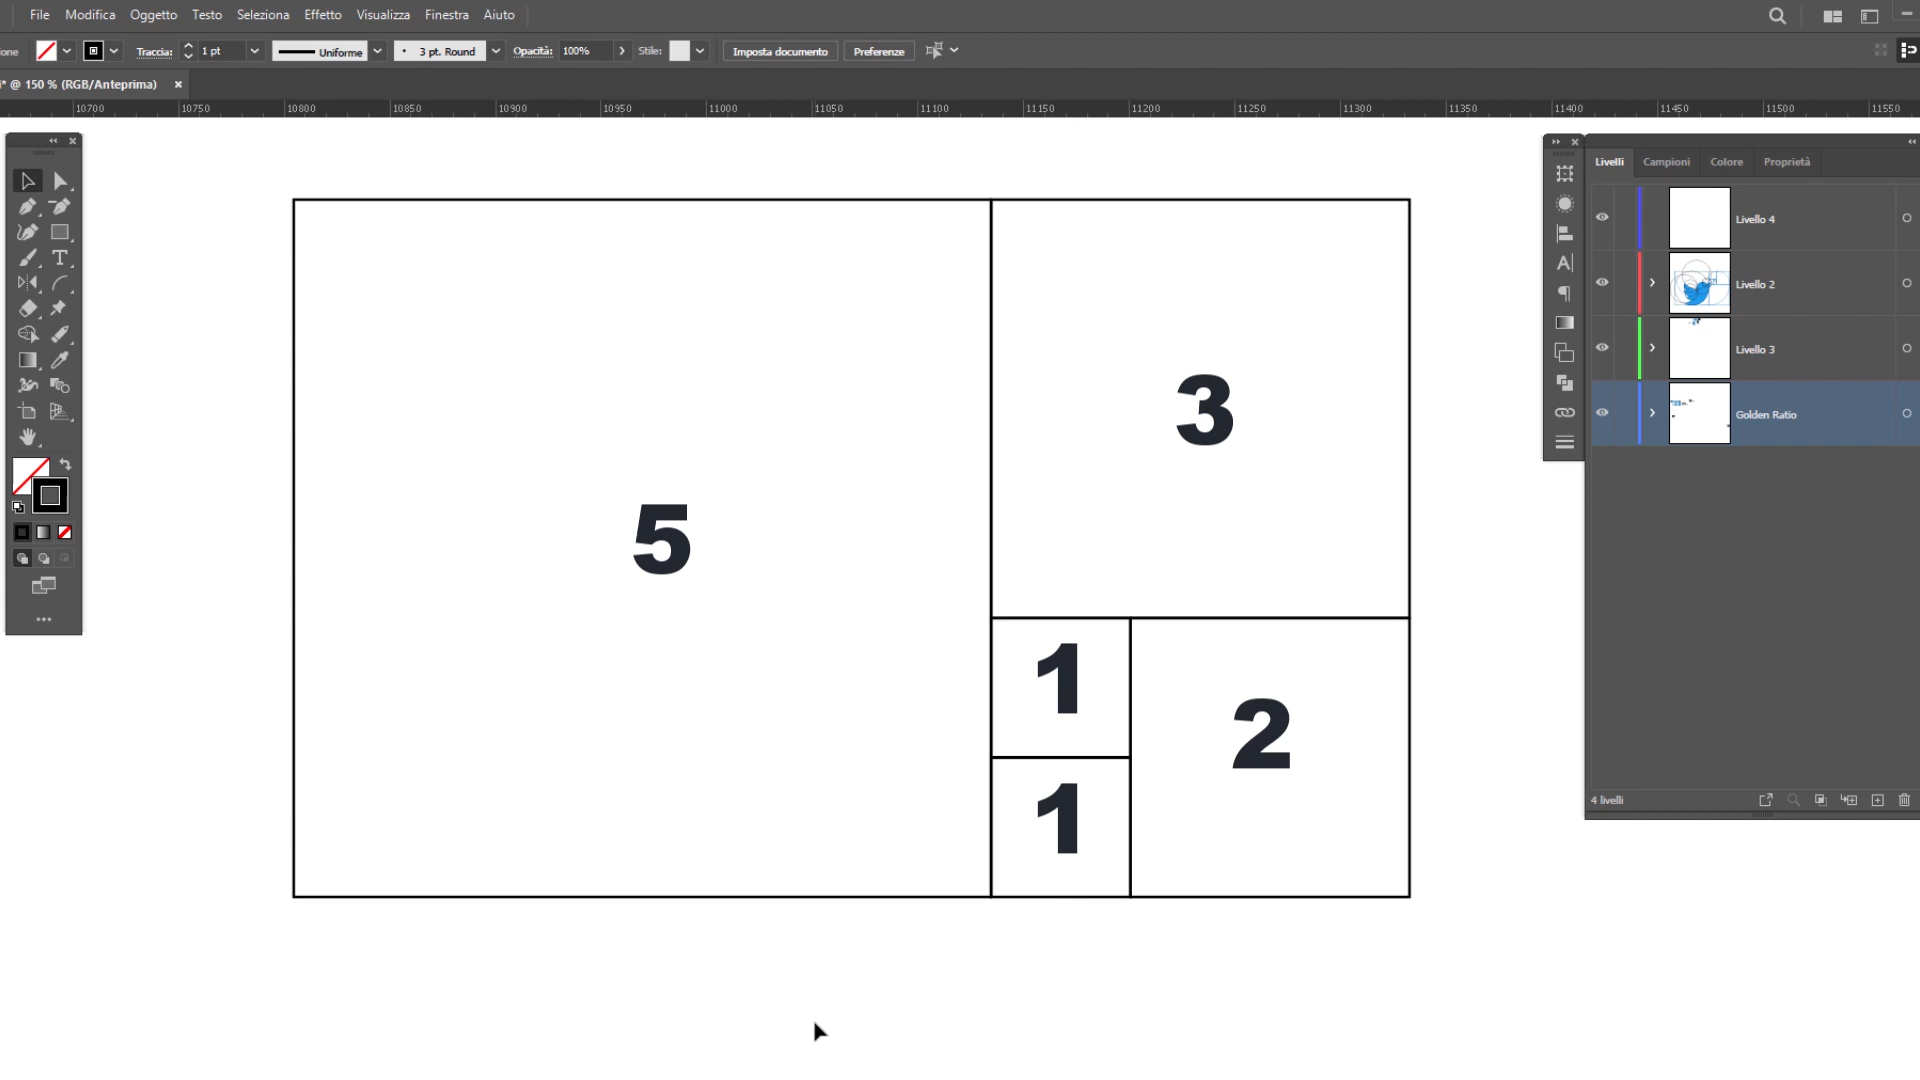 File Modifica Oggetto Testo Seleziona Effetto Visualizza Finestra Aiuto
one Traccia: 1 pt Uniforme 3 pt. Round Opacità: 100% Stile: Imposta documento Preferenze
i* @ 150 % (RGB/Anteprima)
10700 10750 10800 10850 10900 10950 11000 11050 11100 11150 11200 11250 11300 11350 11400 11450 11500 11550
Livelli Campioni Colore Proprietà
Livello 4
Livello 2
Livello 3
Golden Ratio
4 livelli
3
5
1
2
1